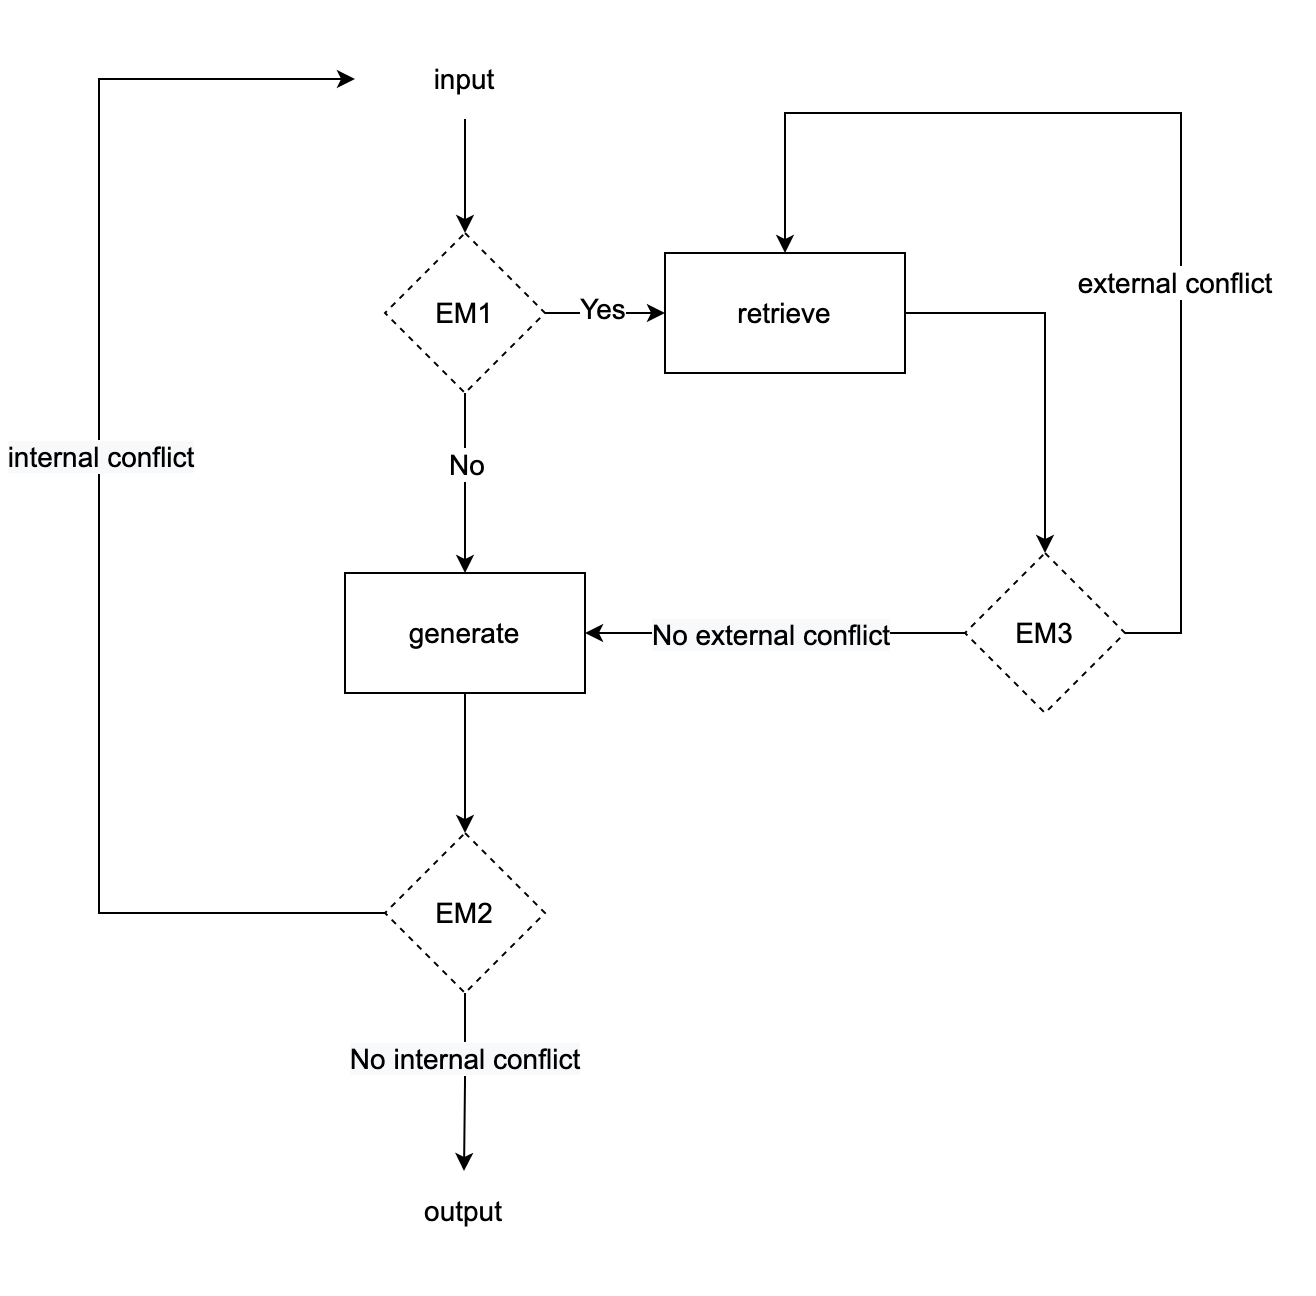 input
external conflict
EM1
Yes
retrieve
internal conflict
No
generate
No external conflict
EM3
EM2
No internal conflict
output